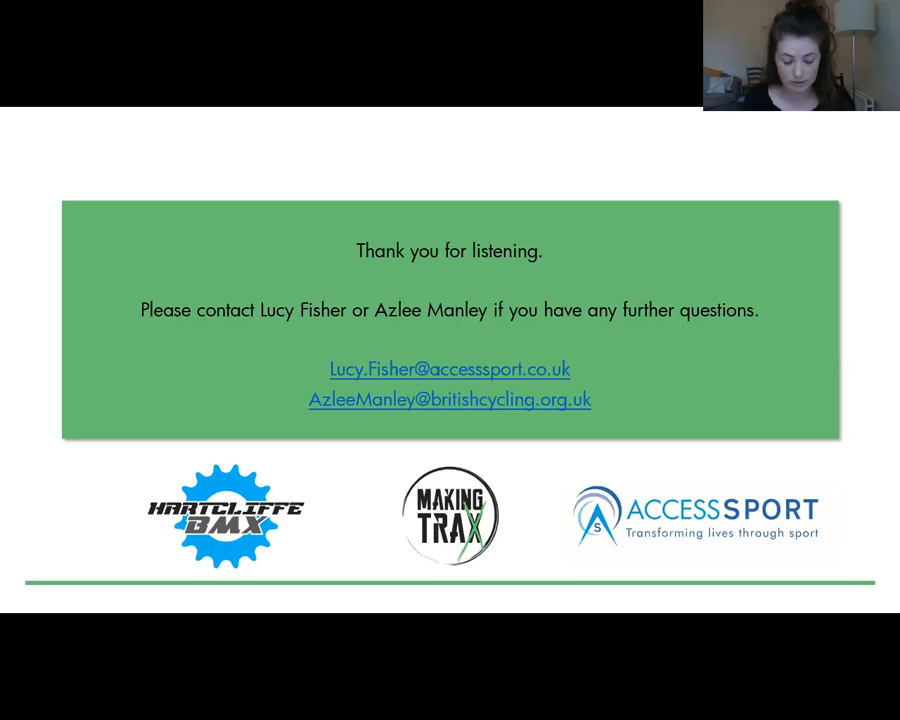 Thank you for listening.
Please contact Lucy Fisher or Azlee Manley if you have any further questions.
Lucy.Fisher@accesssport.co.uk
AzleeManley@britishcycling.org.uk
HARTCLIFFE
BMX
MAKING
TRAX
AS
ACCESSSPORT
Transforming lives through sport